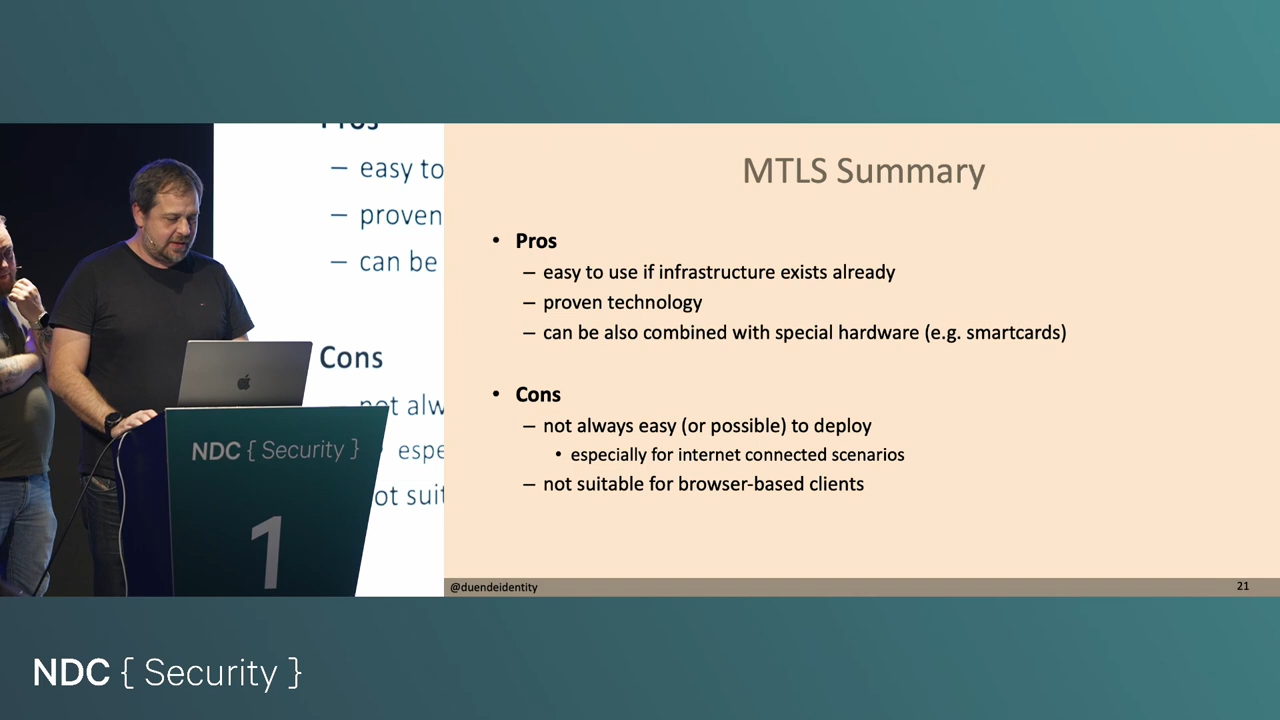 Pros
– easy to
– proven
– can be
Cons
not alw
espe
ot suit
NDC { Security }
1
MTLS Summary
• Pros
– easy to use if infrastructure exists already
– proven technology
– can be also combined with special hardware (e.g. smartcards)
• Cons
– not always easy (or possible) to deploy
• especially for internet connected scenarios
– not suitable for browser-based clients
@duendeidentity
21
NDC { Security }